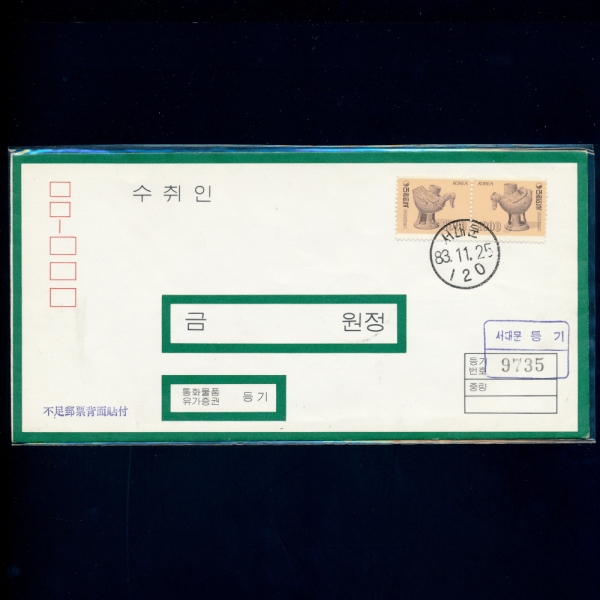 수취인
KOREA
KOREA
서대문
83.11.25
120
금 원정
서대문 등기
등기
번호
9735
중량
통화물품
유가증권
등기
不足郵票背面貼付